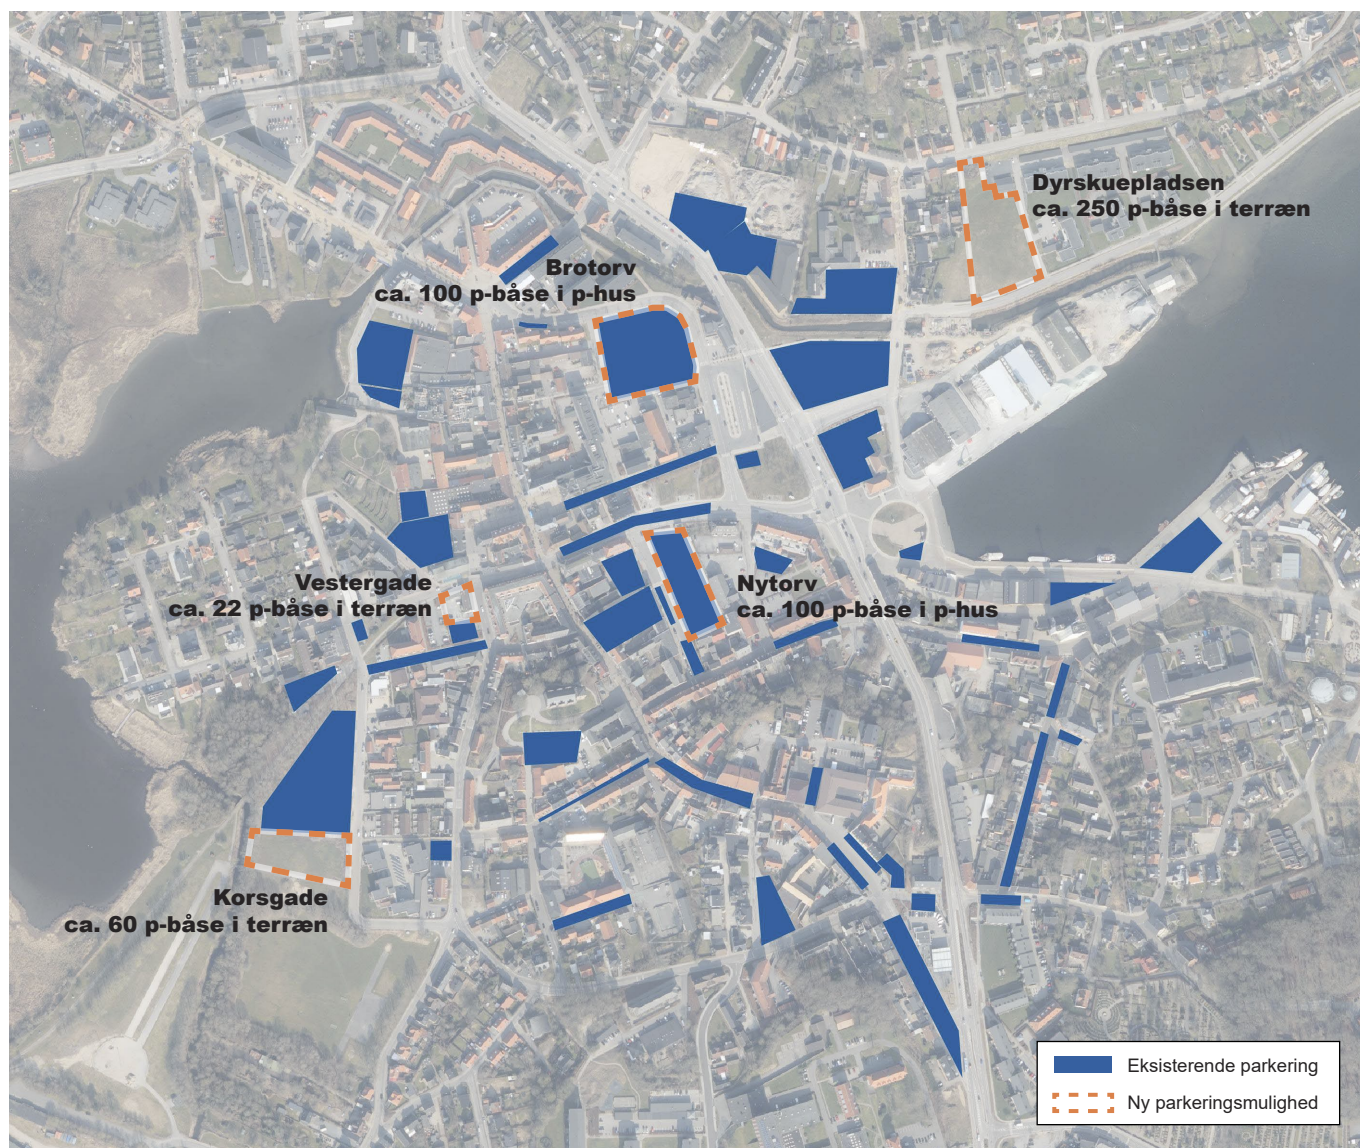 Dyrskuepladsen
ca. 250 p-båse i terræn
Brotorv
ca. 100 p-båse i p-hus
Vestergade
ca. 22 p-båse i terræn
Nytorv
ca. 100 p-båse i p-hus
Korsgade
ca. 60 p-båse i terræn
Eksisterende parkering
Ny parkeringsmulighed